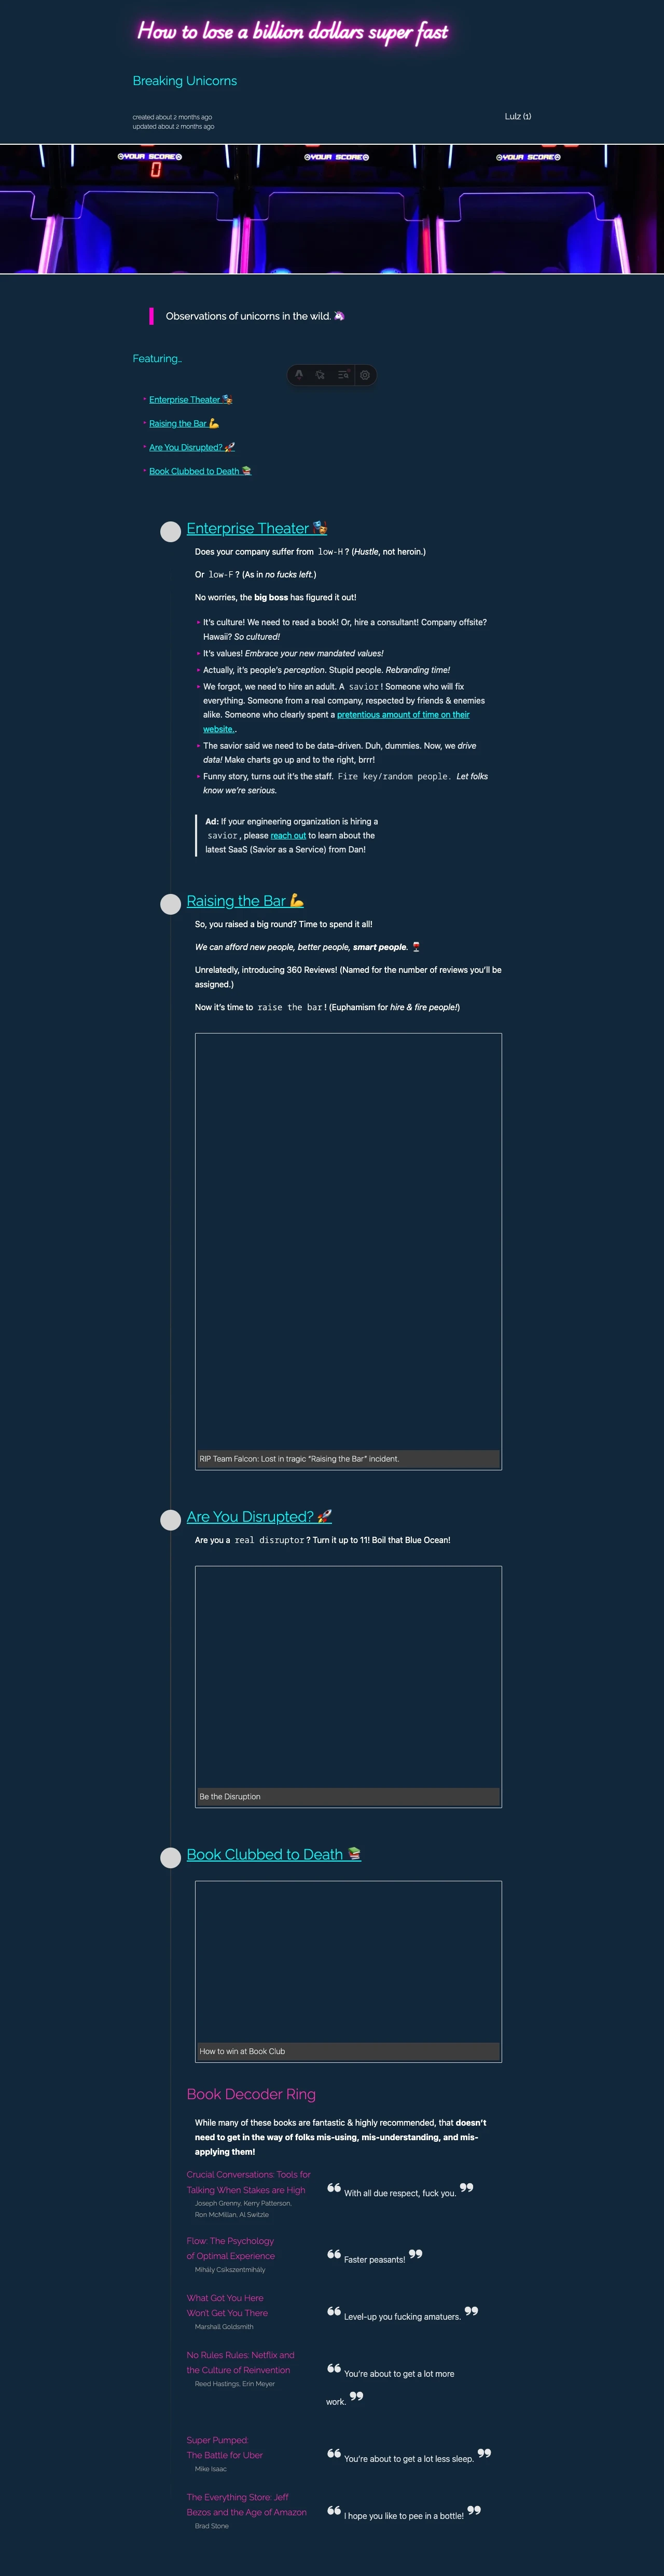 How to lose a billion dollars super fast
Breaking Unicorns
created about 2 months ago
updated about 2 months ago
Lulz (1)
YOUR SCORE YOUR SCORE YOUR SCORE
0
Observations of unicorns in the wild. 🦄
Featuring…
Enterprise Theater 🎭
Raising the Bar 💪
Are You Disrupted? 🚀
Book Clubbed to Death 📚
Enterprise Theater 🎭
Does your company suffer from low-H? (Hustle, not heroin.)
Or low-F? (As in no fucks left.)
No worries, the big boss has figured it out!
It's culture! We need to read a book! Or, hire a consultant! Company offsite?
Hawaii? So cultured!
It's values! Embrace your new mandated values!
Actually, it's people's perception. Stupid people. Rebranding time!
We forgot, we need to hire an adult. A savior! Someone who will fix
everything. Someone from a real company, respected by friends & enemies
alike. Someone who clearly spent a pretentious amount of time on their
website..
The savior said we need to be data-driven. Duh, dummies. Now, we drive
data! Make charts go up and to the right, brrr!
Funny story, turns out it's the staff. Fire key/random people. Let folks
know we're serious.
Ad: If your engineering organization is hiring a
savior, please reach out to learn about the
latest SaaS (Savior as a Service) from Dan!
Raising the Bar 💪
So, you raised a big round? Time to spend it all!
We can afford new people, better people, smart people. 🍷
Unrelatedly, introducing 360 Reviews! (Named for the number of reviews you'll be
assigned.)
Now it's time to raise the bar! (Euphamism for hire & fire people!)
RIP Team Falcon: Lost in tragic "Raising the Bar" incident.
Are You Disrupted? 🚀
Are you a real disruptor? Turn it up to 11! Boil that Blue Ocean!
Be the Disruption
Book Clubbed to Death 📚
How to win at Book Club
Book Decoder Ring
While many of these books are fantastic & highly recommended, that doesn't
need to get in the way of folks mis-using, mis-understanding, and mis-
applying them!
Crucial Conversations: Tools for
Talking When Stakes are High
Joseph Grenny, Kerry Patterson,
Ron McMillan, Al Switzle
❝ With all due respect, fuck you. ❞
Flow: The Psychology
of Optimal Experience
Mihály Csíkszentmihály
❝ Faster peasants! ❞
What Got You Here
Won't Get You There
Marshall Goldsmith
❝ Level-up you fucking amatuers. ❞
No Rules Rules: Netflix and
the Culture of Reinvention
Reed Hastings, Erin Meyer
❝ You're about to get a lot more
work. ❞
Super Pumped:
The Battle for Uber
Mike Isaac
❝ You're about to get a lot less sleep. ❞
The Everything Store: Jeff
Bezos and the Age of Amazon
Brad Stone
❝ I hope you like to pee in a bottle! ❞